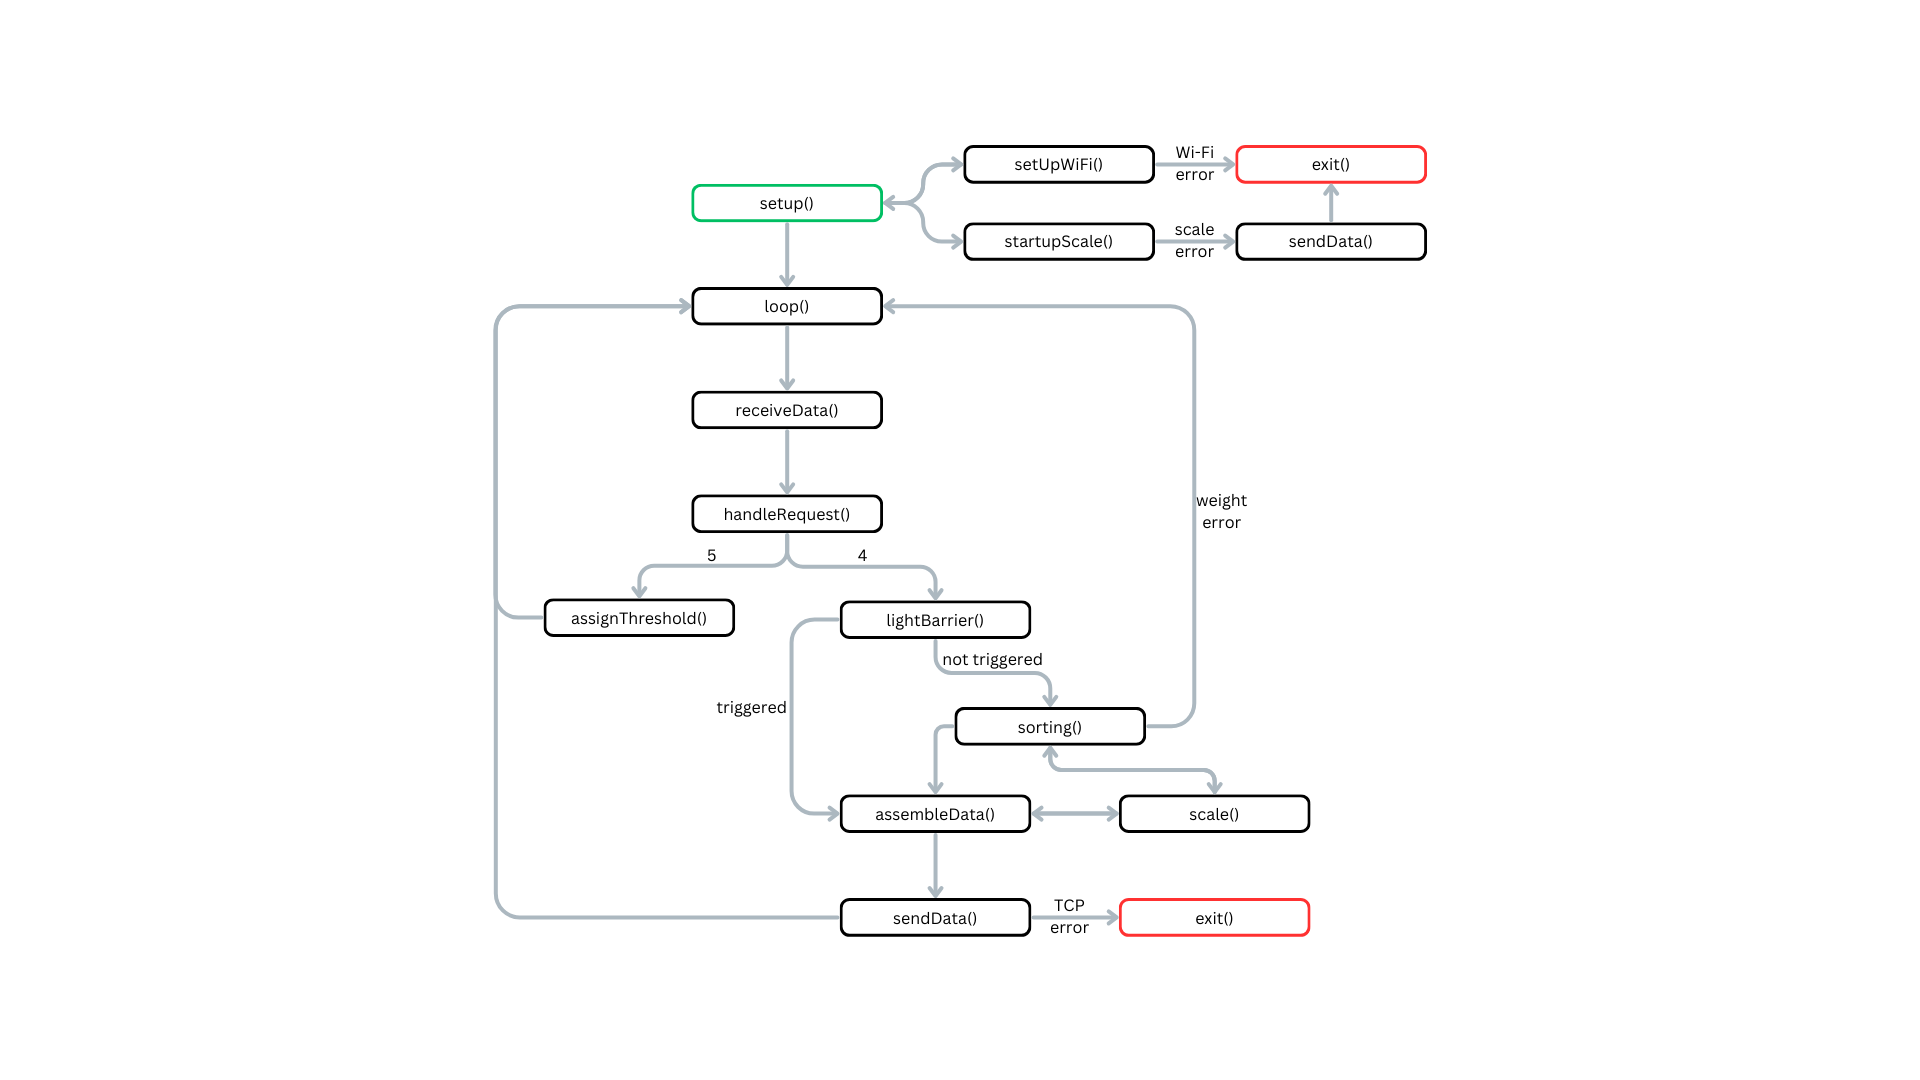 setUpWiFi()
Wi-Fi
error
exit()
setup()
startupScale()
scale
error
sendData()
loop()
receiveData()
weight
error
handleRequest()
5
4
assignThreshold()
lightBarrier()
not triggered
triggered
sorting()
assembleData()
scale()
sendData()
TCP
error
exit()